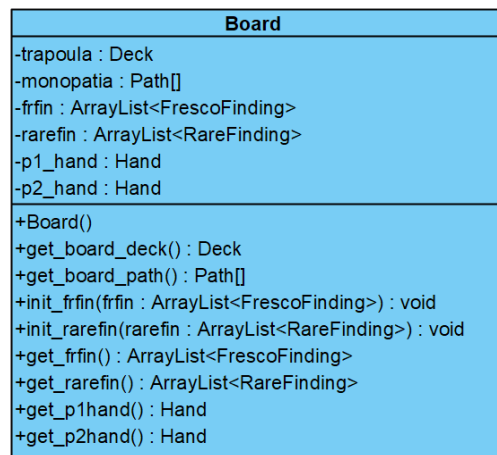 Board
-trapoula : Deck
-monopatia : Path[]
-frfin : ArrayList<FrescoFinding>
-rarefin : ArrayList<RareFinding>
-p1_hand : Hand
-p2_hand : Hand
+Board()
+get_board_deck() : Deck
+get_board_path() : Path[]
+init_frfin(frfin : ArrayList<FrescoFinding>) : void
+init_rarefin(rarefin : ArrayList<RareFinding>) : void
+get_frfin() : ArrayList<FrescoFinding>
+get_rarefin() : ArrayList<RareFinding>
+get_p1hand() : Hand
+get_p2hand() : Hand